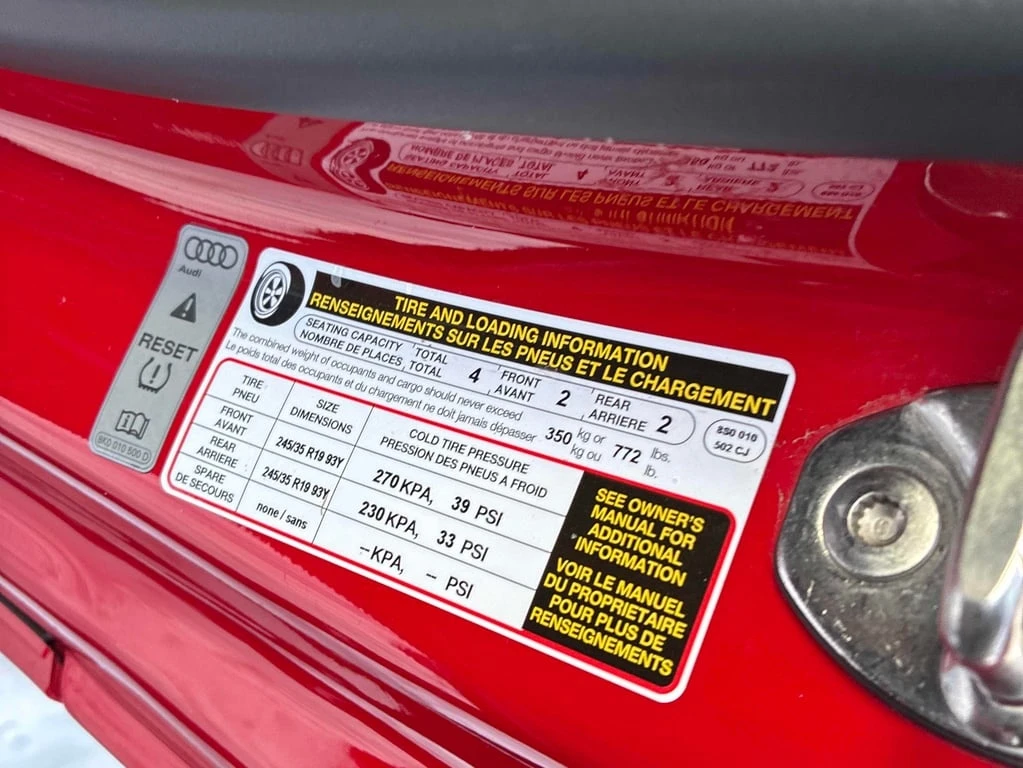 Audi
RESET
8K0 010 500 D
TIRE AND LOADING INFORMATION
RENSEIGNEMENTS SUR LES PNEUS ET LE CHARGEMENT
SEATING CAPACITY TOTAL 4 FRONT 2 REAR 2
NOMBRE DE PLACES TOTAL AVANT ARRIERE
8S0 010
502 CJ
The combined weight of occupants and cargo should never exceed 350 kg or 772 lbs.
Le poids total des occupants et du chargement ne doit jamais dépasser kg ou lb.
TIRE SIZE COLD TIRE PRESSURE
PNEU DIMENSIONS PRESSION DES PNEUS A FROID
FRONT
AVANT 245/35 R19 93Y 270 KPA, 39 PSI
REAR
ARRIERE 245/35 R19 93Y 230 KPA, 33 PSI
SPARE
DE SECOURS none/sans – KPA, -- PSI
SEE OWNER'S
MANUAL FOR
ADDITIONAL
INFORMATION
VOIR LE MANUEL
DU PROPRIETAIRE
POUR PLUS DE
RENSEIGNEMENTS